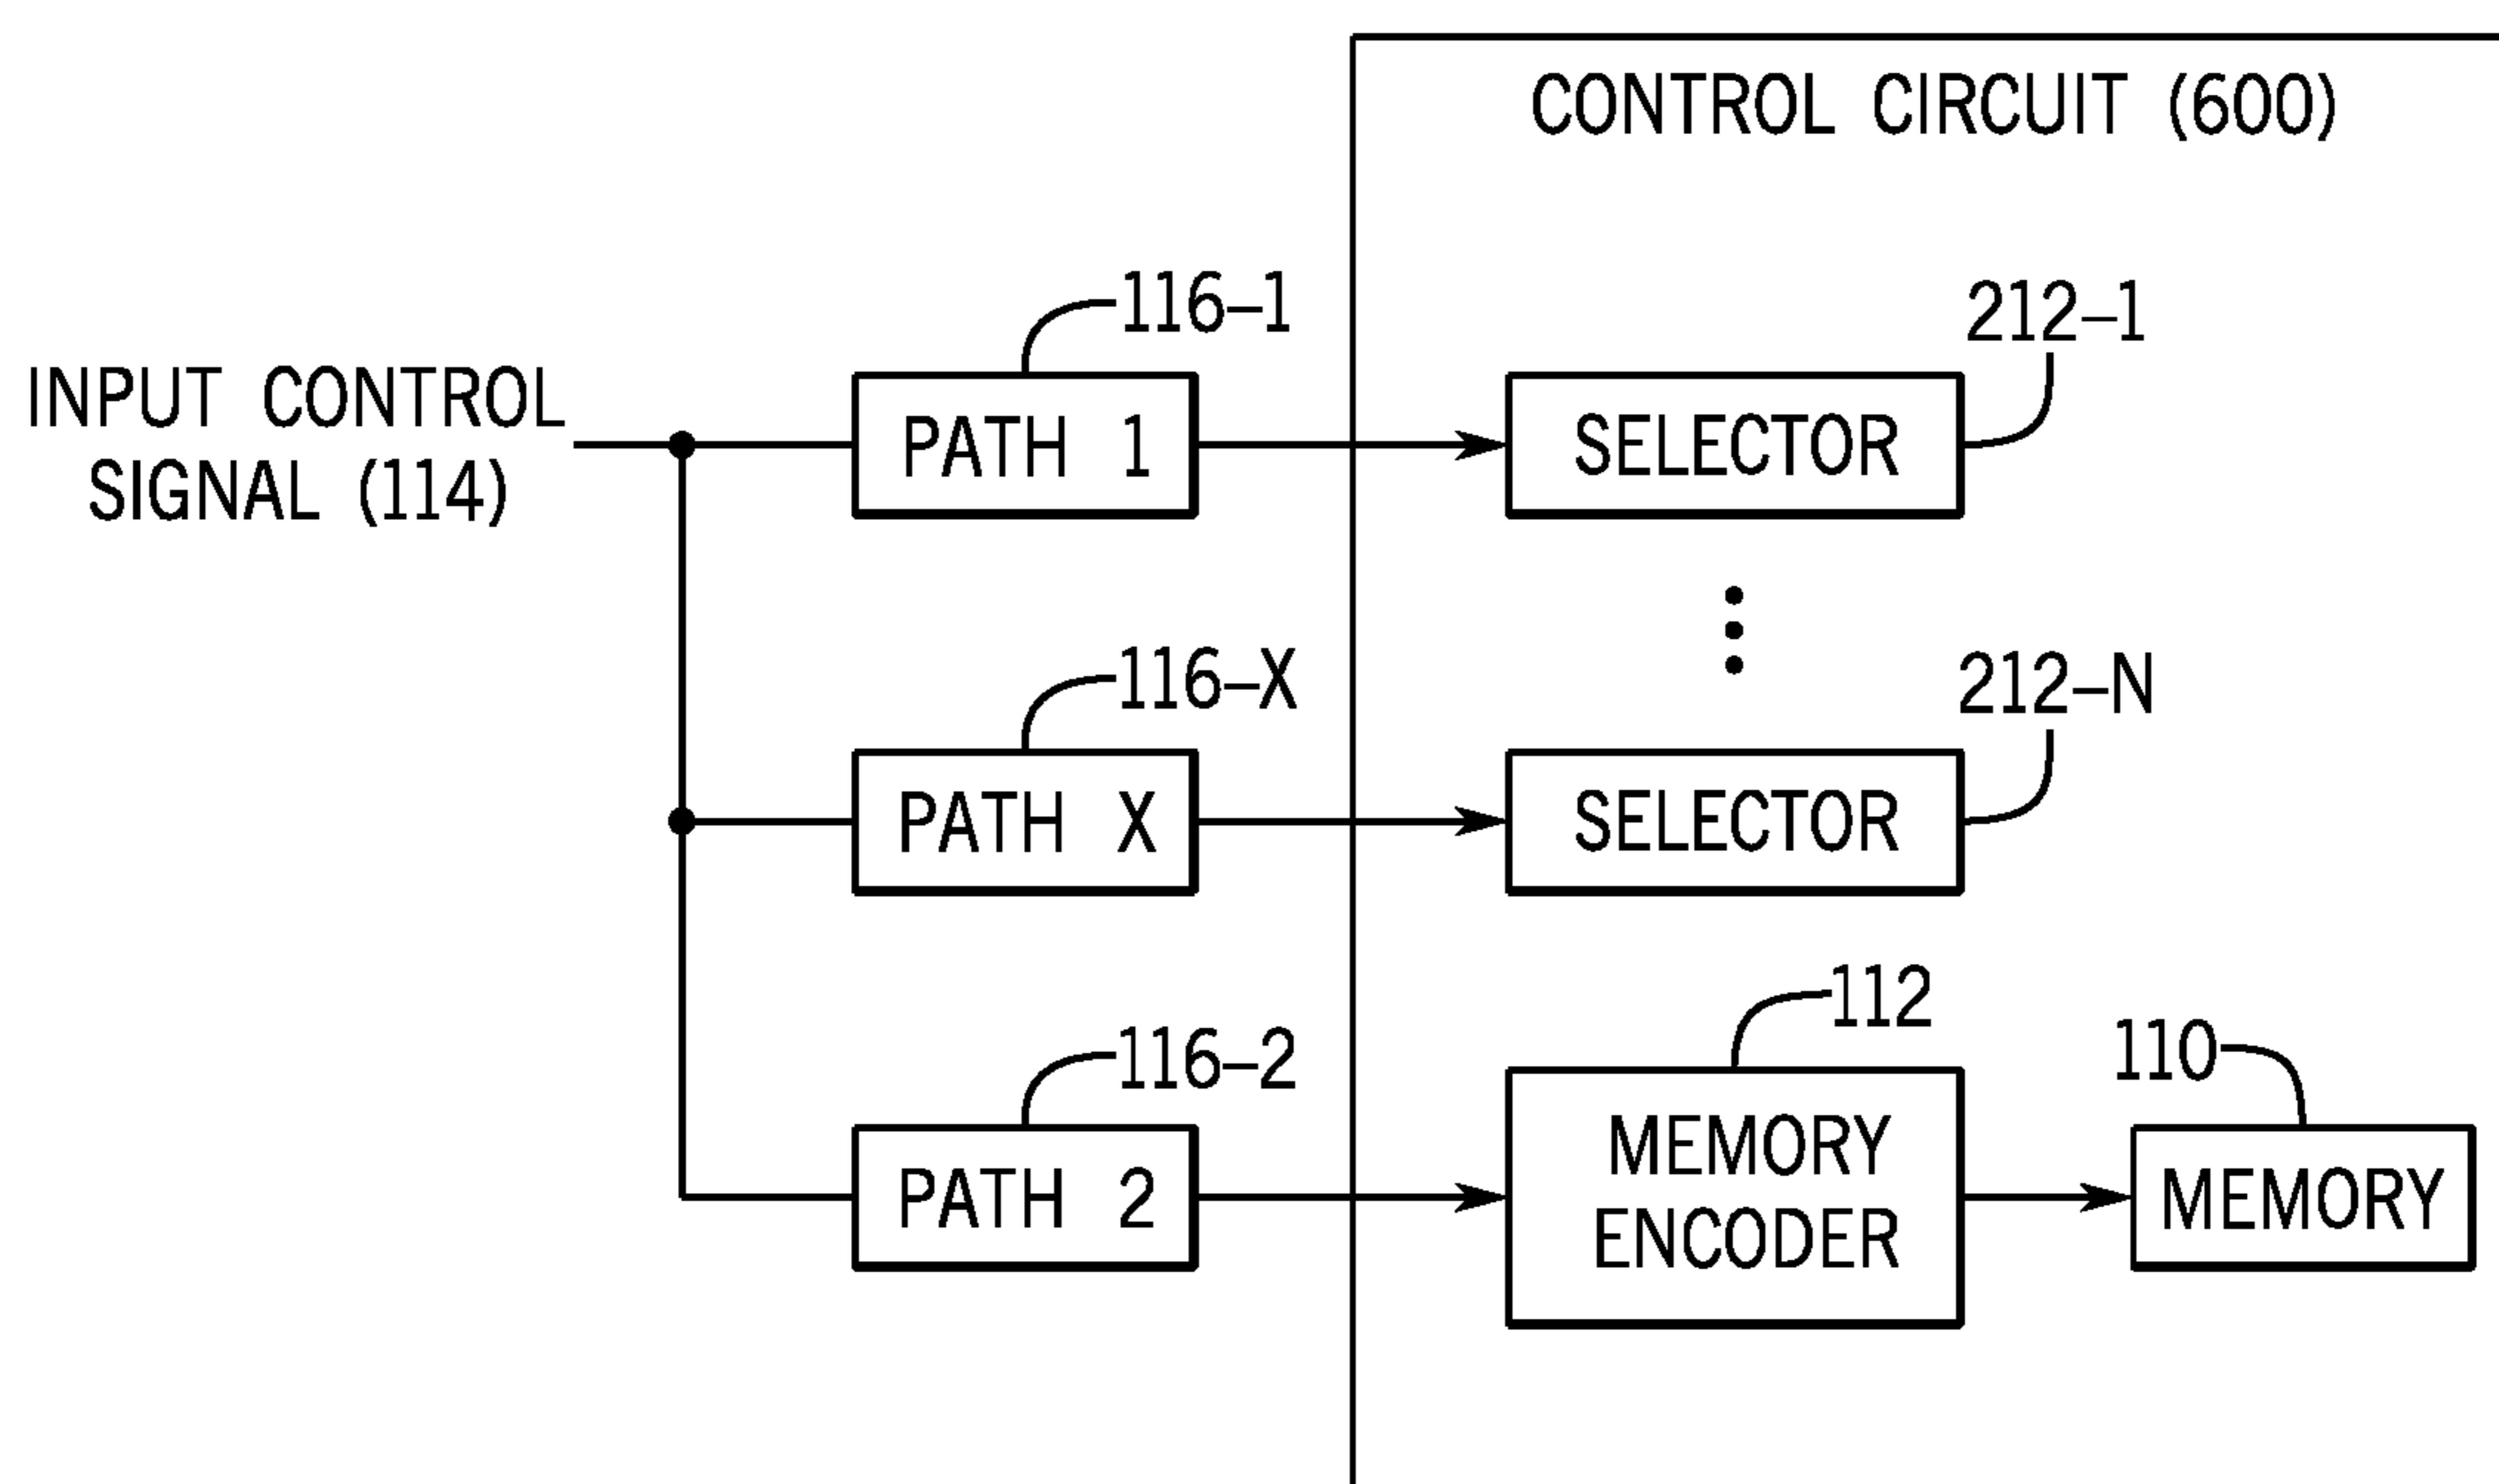 CONTROL CIRCUIT (600)
116-1
212-1
INPUT CONTROL
SIGNAL (114)
PATH 1
SELECTOR
116-X
212-N
PATH X
SELECTOR
112
110
116-2
MEMORY
ENCODER
PATH 2
MEMORY